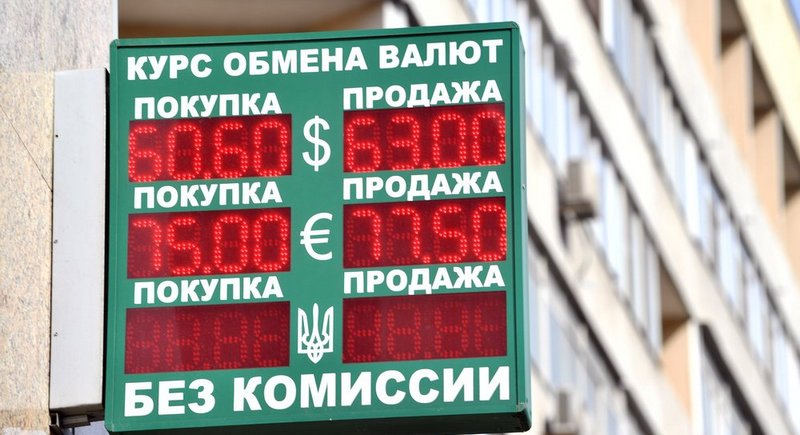 КУРС ОБМЕНА ВАЛЮТ
ПОКУПКА ПРОДАЖА
60.60 $ 63.00
ПОКУПКА ПРОДАЖА
75.00 € 77.50
ПОКУПКА ПРОДАЖА
БЕЗ КОМИССИИ